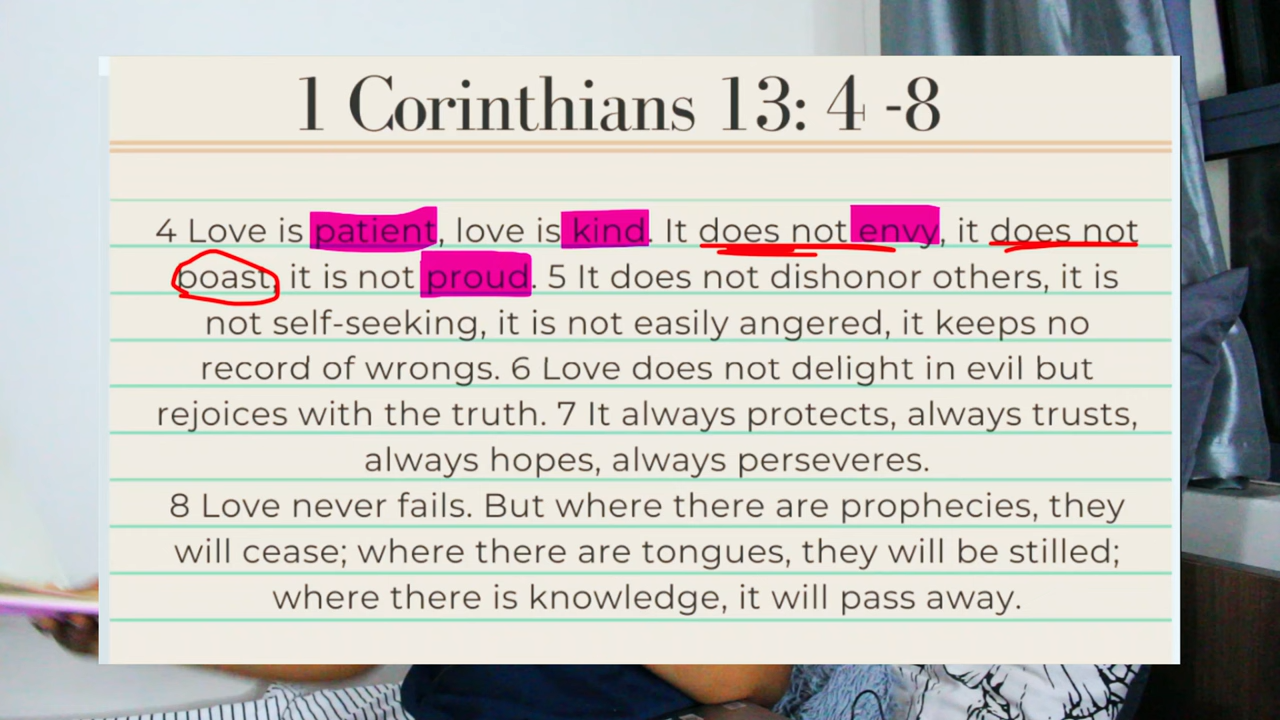 1 Corinthians 13: 4 -8
4 Love is patient, love is kind. It does not envy, it does not
boast, it is not proud. 5 It does not dishonor others, it is
not self-seeking, it is not easily angered, it keeps no
record of wrongs. 6 Love does not delight in evil but
rejoices with the truth. 7 It always protects, always trusts,
always hopes, always perseveres.
8 Love never fails. But where there are prophecies, they
will cease; where there are tongues, they will be stilled;
where there is knowledge, it will pass away.